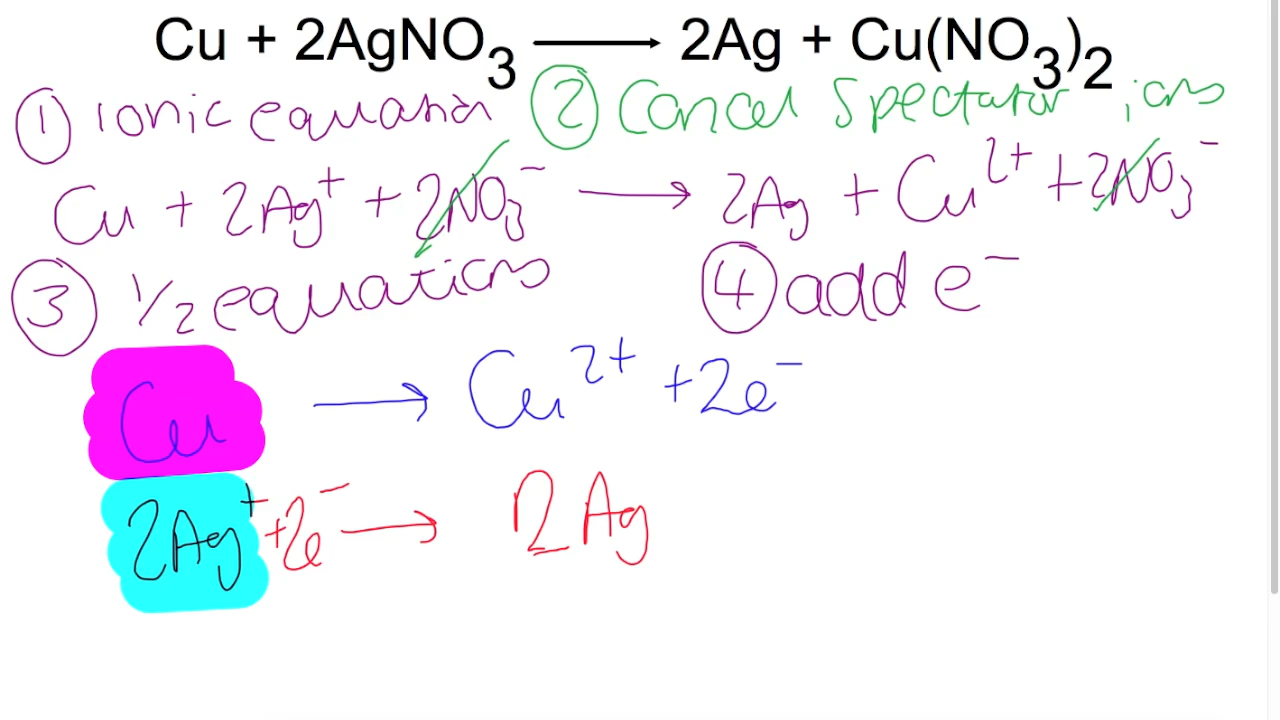 Cu + 2AgNO₃ ⟶ 2Ag + Cu(NO₃)₂
① ionic equation ② Cancel Spectator ions
Cu + 2Ag⁺ + 2NO₃⁻ → 2Ag + Cu²⁺ + 2NO₃⁻
③ ½ equations ④ add e⁻
Cu → Cu²⁺ + 2e⁻
2Ag⁺ + 2e⁻ → 2Ag